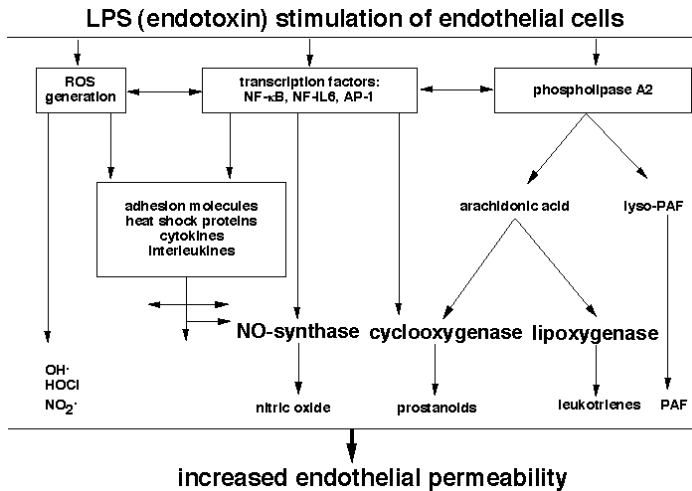 LPS (endotoxin) stimulation of endothelial cells
ROS
generation
transcription factors:
NF-κB, NF-IL6, AP-1
phospholipase A2
adhesion molecules
heat shock proteins
cytokines
interleukines
arachidonic acid
lyso-PAF
NO-synthase
cyclooxygenase
lipoxygenase
OH·
HOCl
NO₂·
nitric oxide
prostanoids
leukotrienes
PAF
increased endothelial permeability